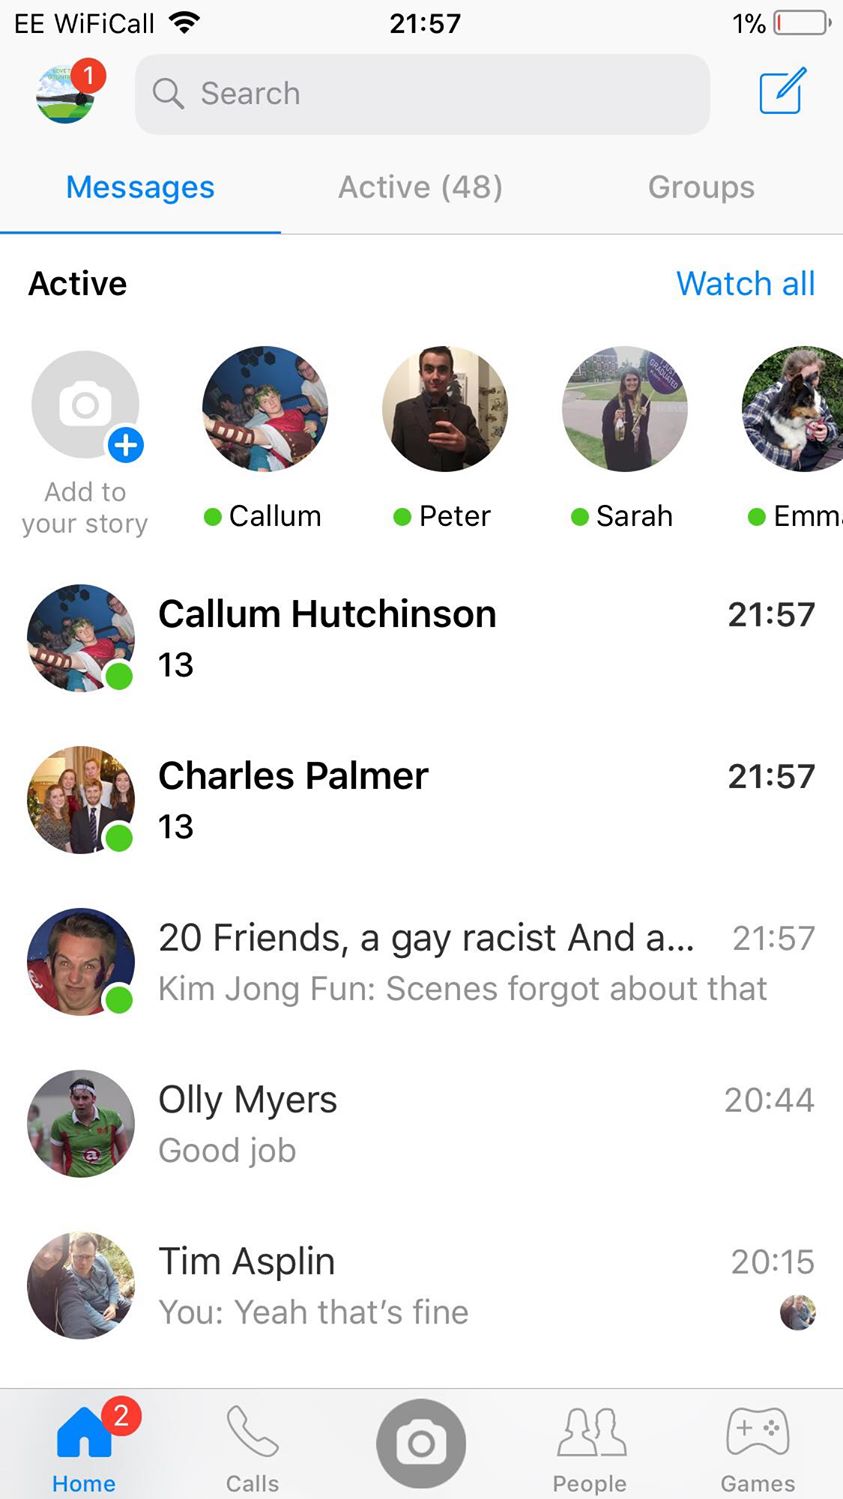 EE WiFiCall 21:57 1%
1
Search
Messages Active (48) Groups
Active Watch all
I JUST
GRADUATED
Add to
your story
Callum Peter Sarah Emma
Callum Hutchinson 21:57
13
Charles Palmer 21:57
13
20 Friends, a gay racist And a... 21:57
Kim Jong Fun: Scenes forgot about that
Olly Myers 20:44
Good job
a
Tim Asplin 20:15
You: Yeah that’s fine
2
Home Calls People Games